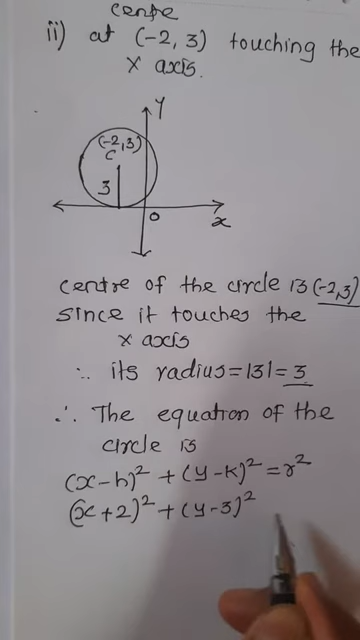 centre
ii) at (-2, 3) touching the
X axis.
Y
(-2,3)
C
3
O
x
centre of the circle is (-2,3)
since it touches the
x axis
∵ its radius = |3| = 3
∴ The equation of the
circle is
(x-h)² + (y-k)² = r²
(x+2)² + (y-3)²